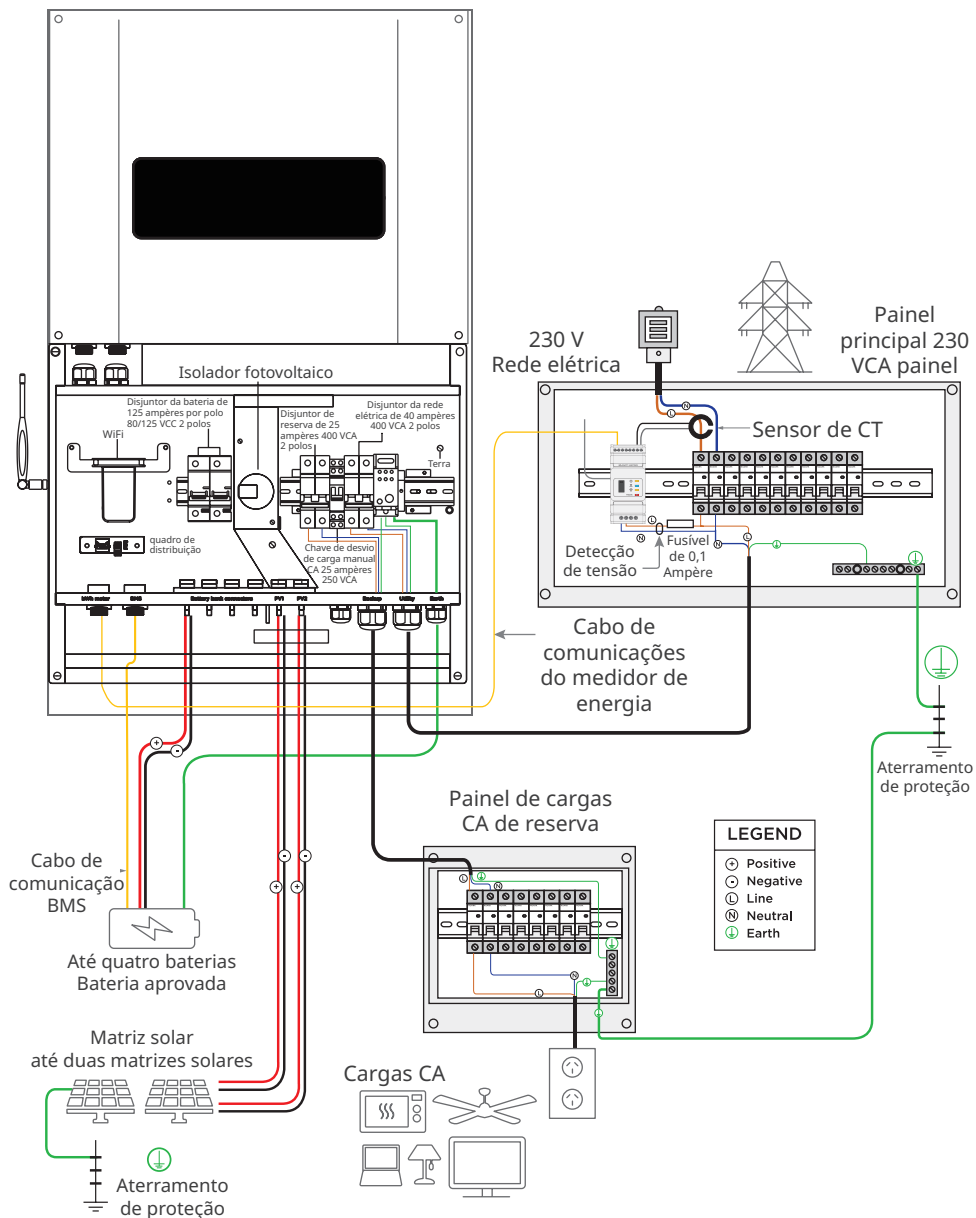 Isolador fotovoltaico
Disjuntor da bateria de
125 ampères por polo
80/125 VCC 2 polos
WiFi
Disjuntor de
reserva de 25
ampères 400 VCA
2 polos
Disjuntor da rede
elétrica de 40 ampères
400 VCA 2 polos
Terra
quadro de
distribuição
Chave de desvio
de carga manual
CA 25 ampères
250 VCA
kWh meter
BMS
Battery bank connectors
PV1
PV2
Backup
Utility
Earth
230 V
Rede elétrica
Painel
principal 230
VCA painel
L
N
Sensor de CT
L
N
N
L
Detecção
de tensão
Fusível
de 0,1
Ampère
Cabo de
comunicações
do medidor de
energia
Aterramento
de proteção
Painel de cargas
CA de reserva
L
N
N
L
LEGEND
+ Positive
- Negative
L Line
N Neutral
Earth
+
-
-
-
+
+
Cabo de
comunicação
BMS
Até quatro baterias
Bateria aprovada
Matriz solar
até duas matrizes solares
Cargas CA
Aterramento
de proteção